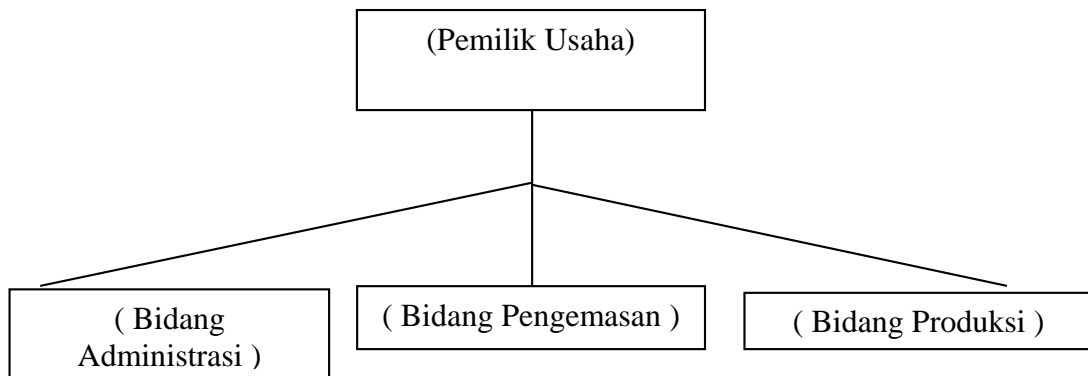 (Pemilik Usaha)
( Bidang
Administrasi )
( Bidang Pengemasan )
( Bidang Produksi )